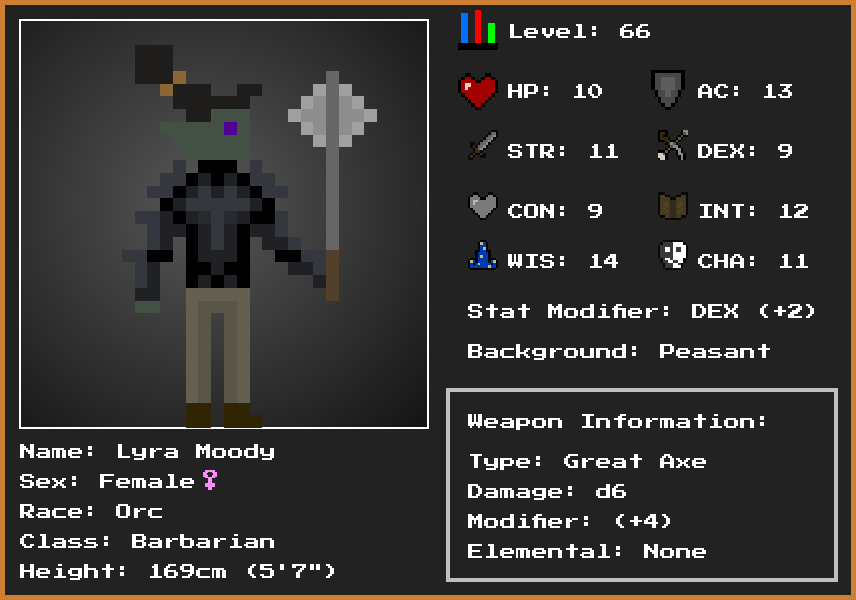 Level: 66
HP: 10 AC: 13
STR: 11 DEX: 9
CON: 9 INT: 12
WIS: 14 CHA: 11
Stat Modifier: DEX (+2)
Background: Peasant
Weapon Information:
Type: Great Axe
Damage: d6
Modifier: (+4)
Elemental: None
Name: Lyra Moody
Sex: Female♀
Race: Orc
Class: Barbarian
Height: 169cm (5'7")